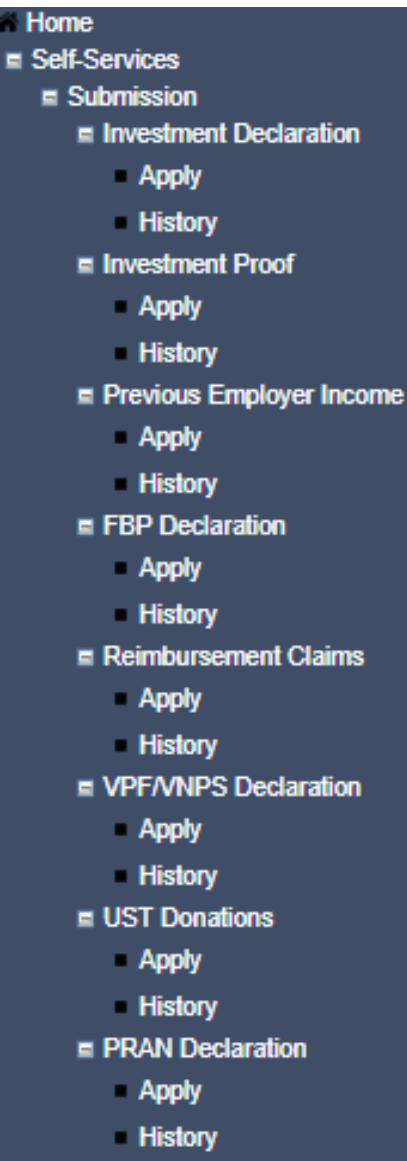 Home
Self-Services
Submission
Investment Declaration
Apply
History
Investment Proof
Apply
History
Previous Employer Income
Apply
History
FBP Declaration
Apply
History
Reimbursement Claims
Apply
History
VPF/VNPS Declaration
Apply
History
UST Donations
Apply
History
PRAN Declaration
Apply
History